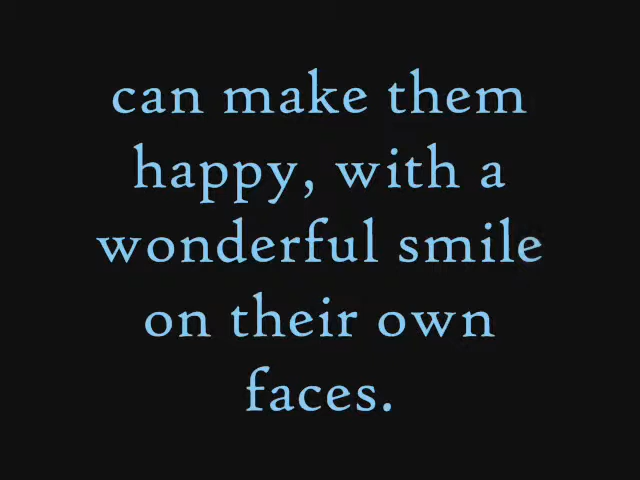 can make them
happy, with a
wonderful smile
on their own
faces.